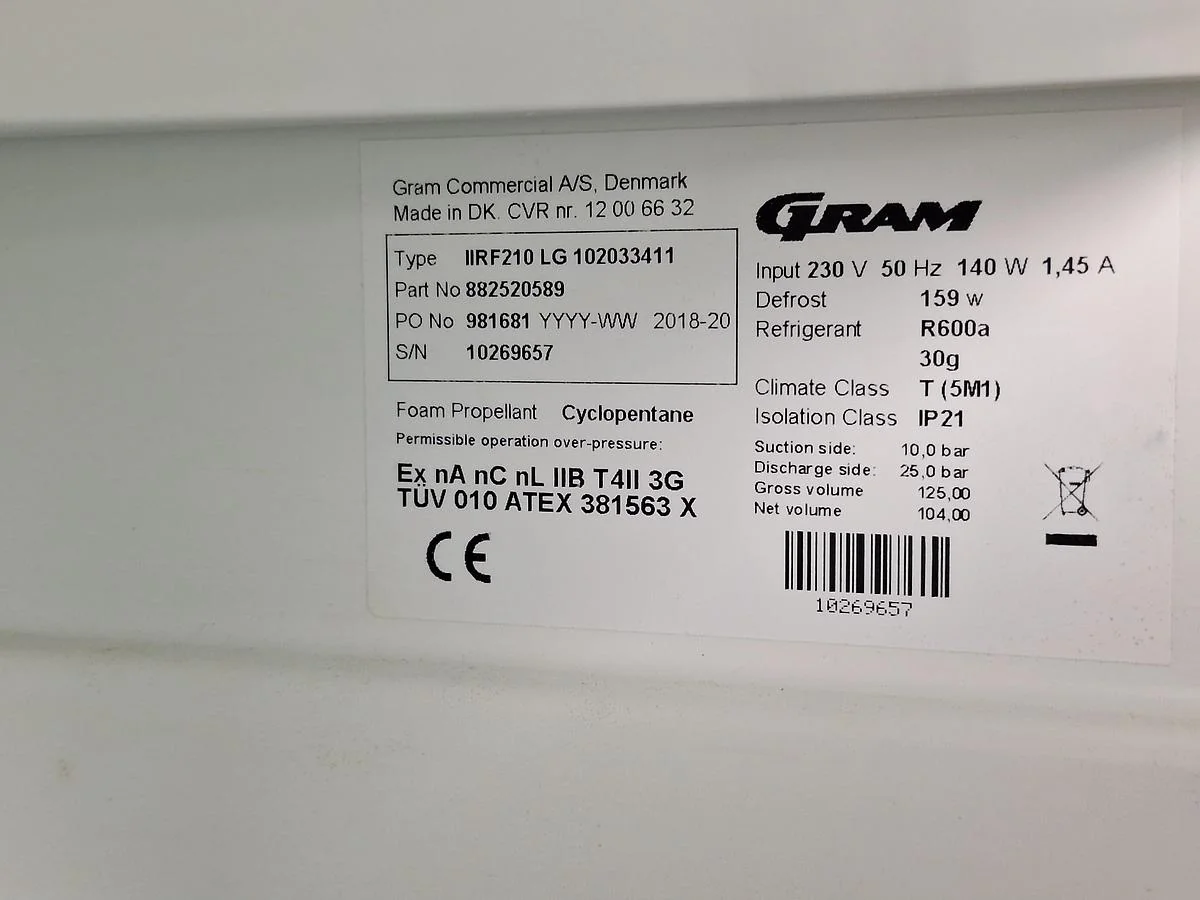 Gram Commercial A/S, Denmark
Made in DK. CVR nr. 12 00 66 32
Type IIRF210 LG 102033411
Part No 882520589
PO No 981681 YYYY-WW 2018-20
S/N 10269657
Foam Propellant Cyclopentane
Permissible operation over-pressure:
Ex nA nC nL IIB T4II 3G
TÜV 010 ATEX 381563 X
CE
GRAM
Input 230 V 50 Hz 140 W 1,45 A
Defrost 159 W
Refrigerant R600a
30g
Climate Class T (5M1)
Isolation Class IP21
Suction side: 10,0 bar
Discharge side: 25,0 bar
Gross volume 125,00
Net volume 104,00
10269657